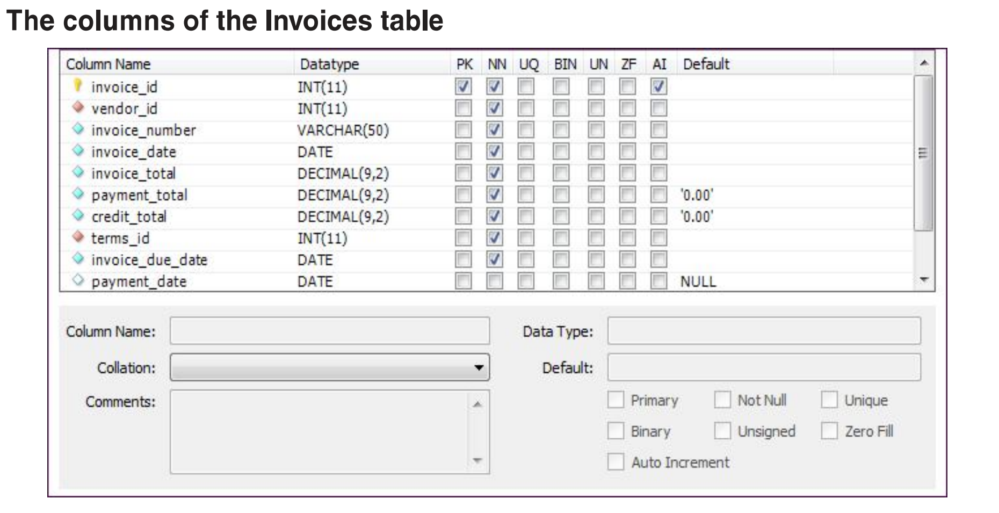 The columns of the Invoices table
Column Name Datatype PK NN UQ BIN UN ZF AI Default
invoice_id INT(11)
vendor_id INT(11)
invoice_number VARCHAR(50)
invoice_date DATE
invoice_total DECIMAL(9,2)
payment_total DECIMAL(9,2) '0.00'
credit_total DECIMAL(9,2) '0.00'
terms_id INT(11)
invoice_due_date DATE
payment_date DATE NULL
Column Name: Data Type:
Collation: Default:
Comments: Primary Not Null Unique
Binary Unsigned Zero Fill
Auto Increment